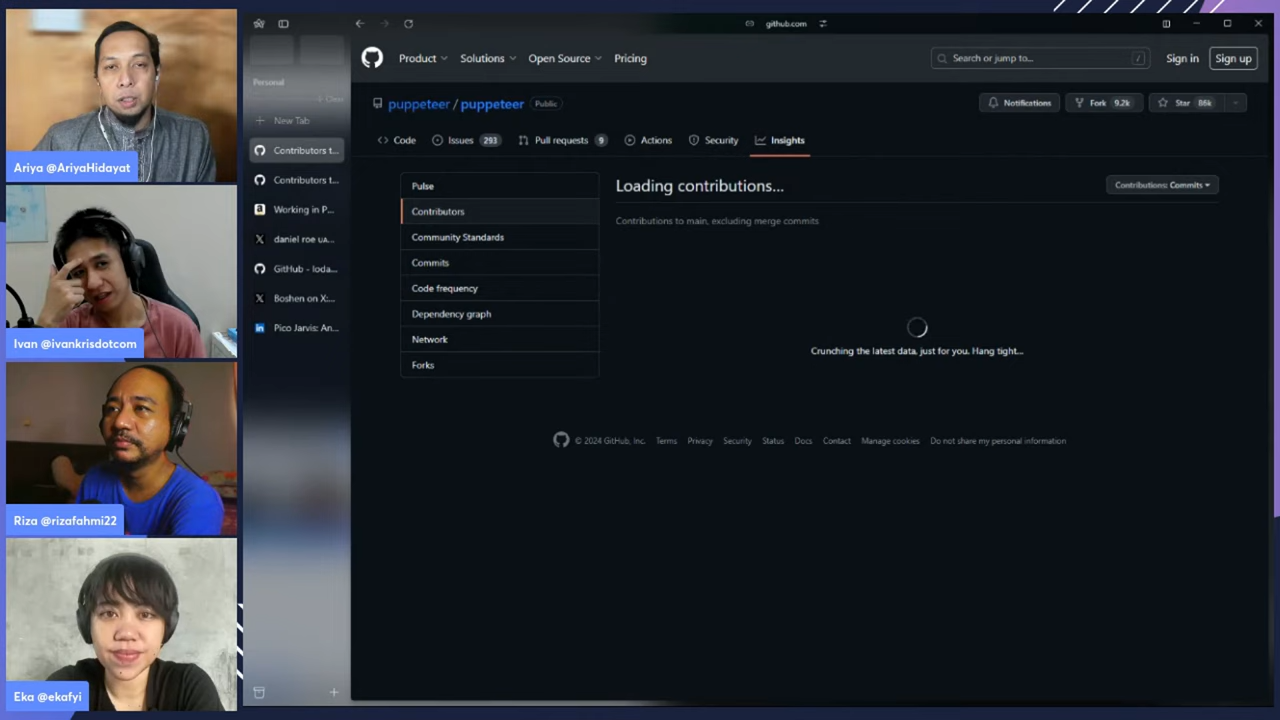 Ariya @AriyaHidayat
Ivan @ivankrisdotcom
Riza @rizafahmi22
Eka @ekafyi
github.com
Personal
Clear
New Tab
Contributors t...
Contributors t...
Working in P...
daniel roe UA...
GitHub - loda...
Boshen on X:...
Pico Jarvis: An...
Product
Solutions
Open Source
Pricing
Search or jump to...
/
Sign in
Sign up
puppeteer / puppeteer Public
Notifications
Fork 9.2k
Star 86k
Code
Issues 293
Pull requests 9
Actions
Security
Insights
Pulse
Contributors
Community Standards
Commits
Code frequency
Dependency graph
Network
Forks
Loading contributions...
Contributions: Commits
Contributions to main, excluding merge commits
Crunching the latest data, just for you. Hang tight...
© 2024 GitHub, Inc. Terms Privacy Security Status Docs Contact Manage cookies Do not share my personal information